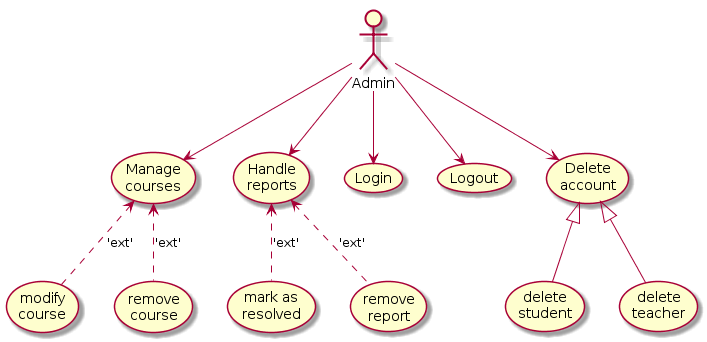 Admin
Manage
courses
Handle
reports
Login
Logout
Delete
account
'ext'
'ext'
'ext'
'ext'
modify
course
remove
course
mark as
resolved
remove
report
delete
student
delete
teacher